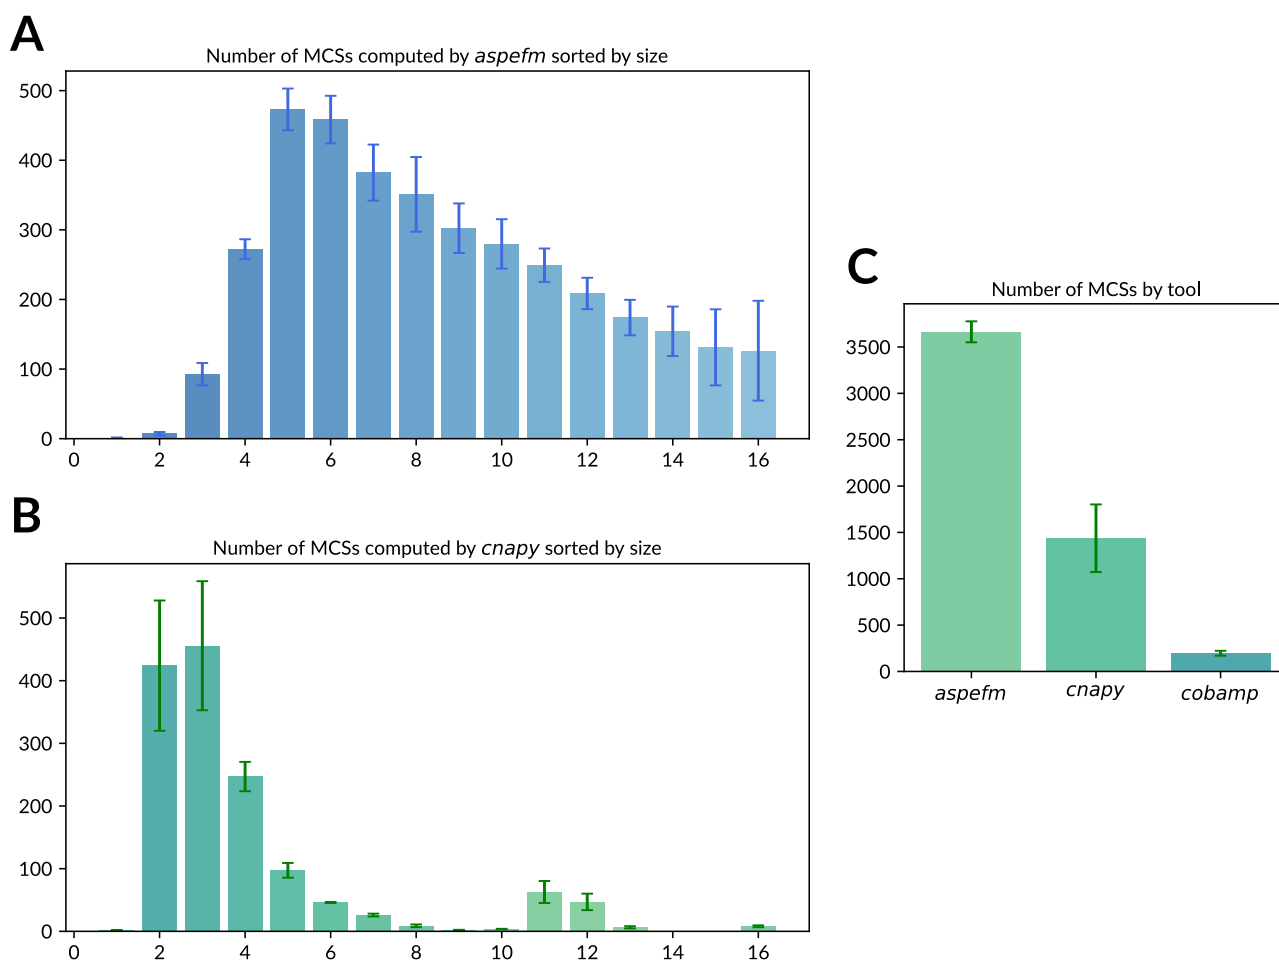 A
Number of MCSs computed by aspefm sorted by size
500
400
300
200
100
0
0 2 4 6 8 10 12 14 16
B
Number of MCSs computed by cnapy sorted by size
500
400
300
200
100
0
0 2 4 6 8 10 12 14 16
C
Number of MCSs by tool
3500
3000
2500
2000
1500
1000
500
0
aspefm cnapy cobamp